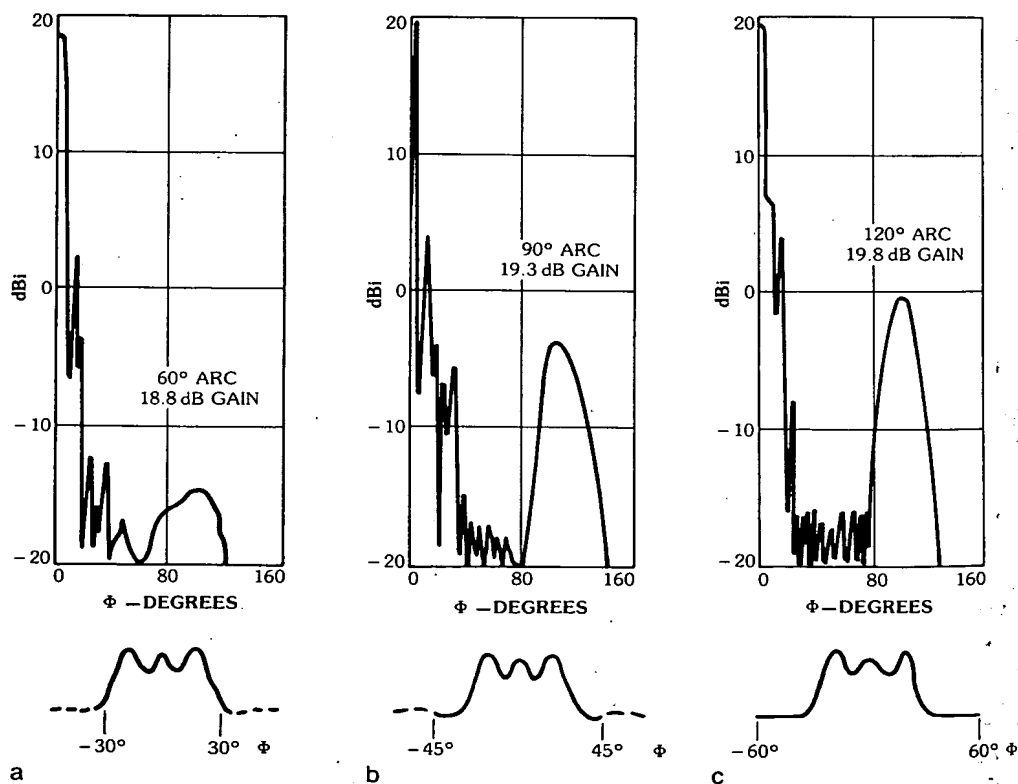 20
10
0
-10
-20
dBi
60° ARC
18.8 dB GAIN
0
80
160
Φ —DEGREES
-30°
30°
Φ
a
20
10
0
-10
-20
dBi
90° ARC
19.3 dB GAIN
0
80
160
Φ —DEGREES
-45°
45°
Φ
b
20
10
0
-10
-20
dBi
120° ARC
19.8 dB GAIN
0
80
160
Φ—DEGREES
-60°
60°
Φ
c